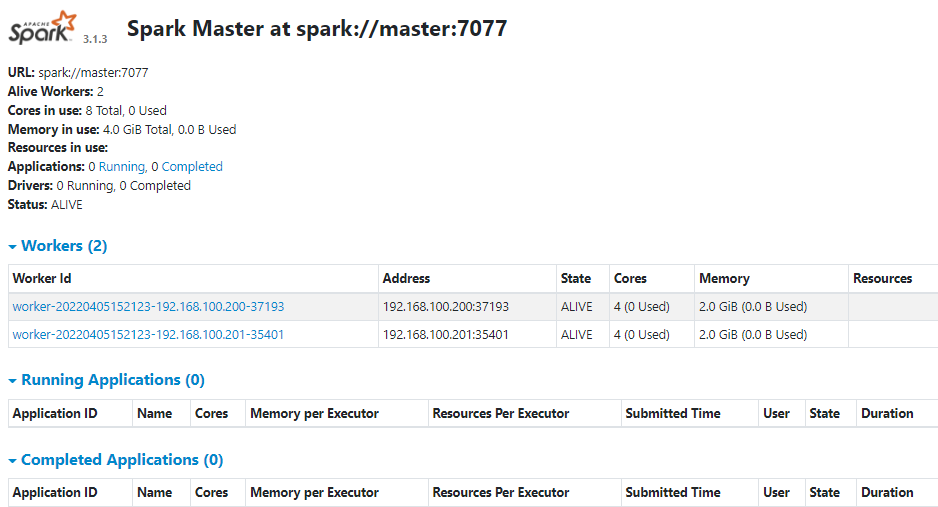 APACHE
Spark 3.1.3 Spark Master at spark://master:7077
URL: spark://master:7077
Alive Workers: 2
Cores in use: 8 Total, 0 Used
Memory in use: 4.0 GiB Total, 0.0 B Used
Resources in use:
Applications: 0 Running, 0 Completed
Drivers: 0 Running, 0 Completed
Status: ALIVE
Workers (2)
Worker Id Address State Cores Memory Resources
worker-20220405152123-192.168.100.200-37193 192.168.100.200:37193 ALIVE 4 (0 Used) 2.0 GiB (0.0 B Used)
worker-20220405152123-192.168.100.201-35401 192.168.100.201:35401 ALIVE 4 (0 Used) 2.0 GiB (0.0 B Used)
Running Applications (0)
Application ID Name Cores Memory per Executor Resources Per Executor Submitted Time User State Duration
Completed Applications (0)
Application ID Name Cores Memory per Executor Resources Per Executor Submitted Time User State Duration